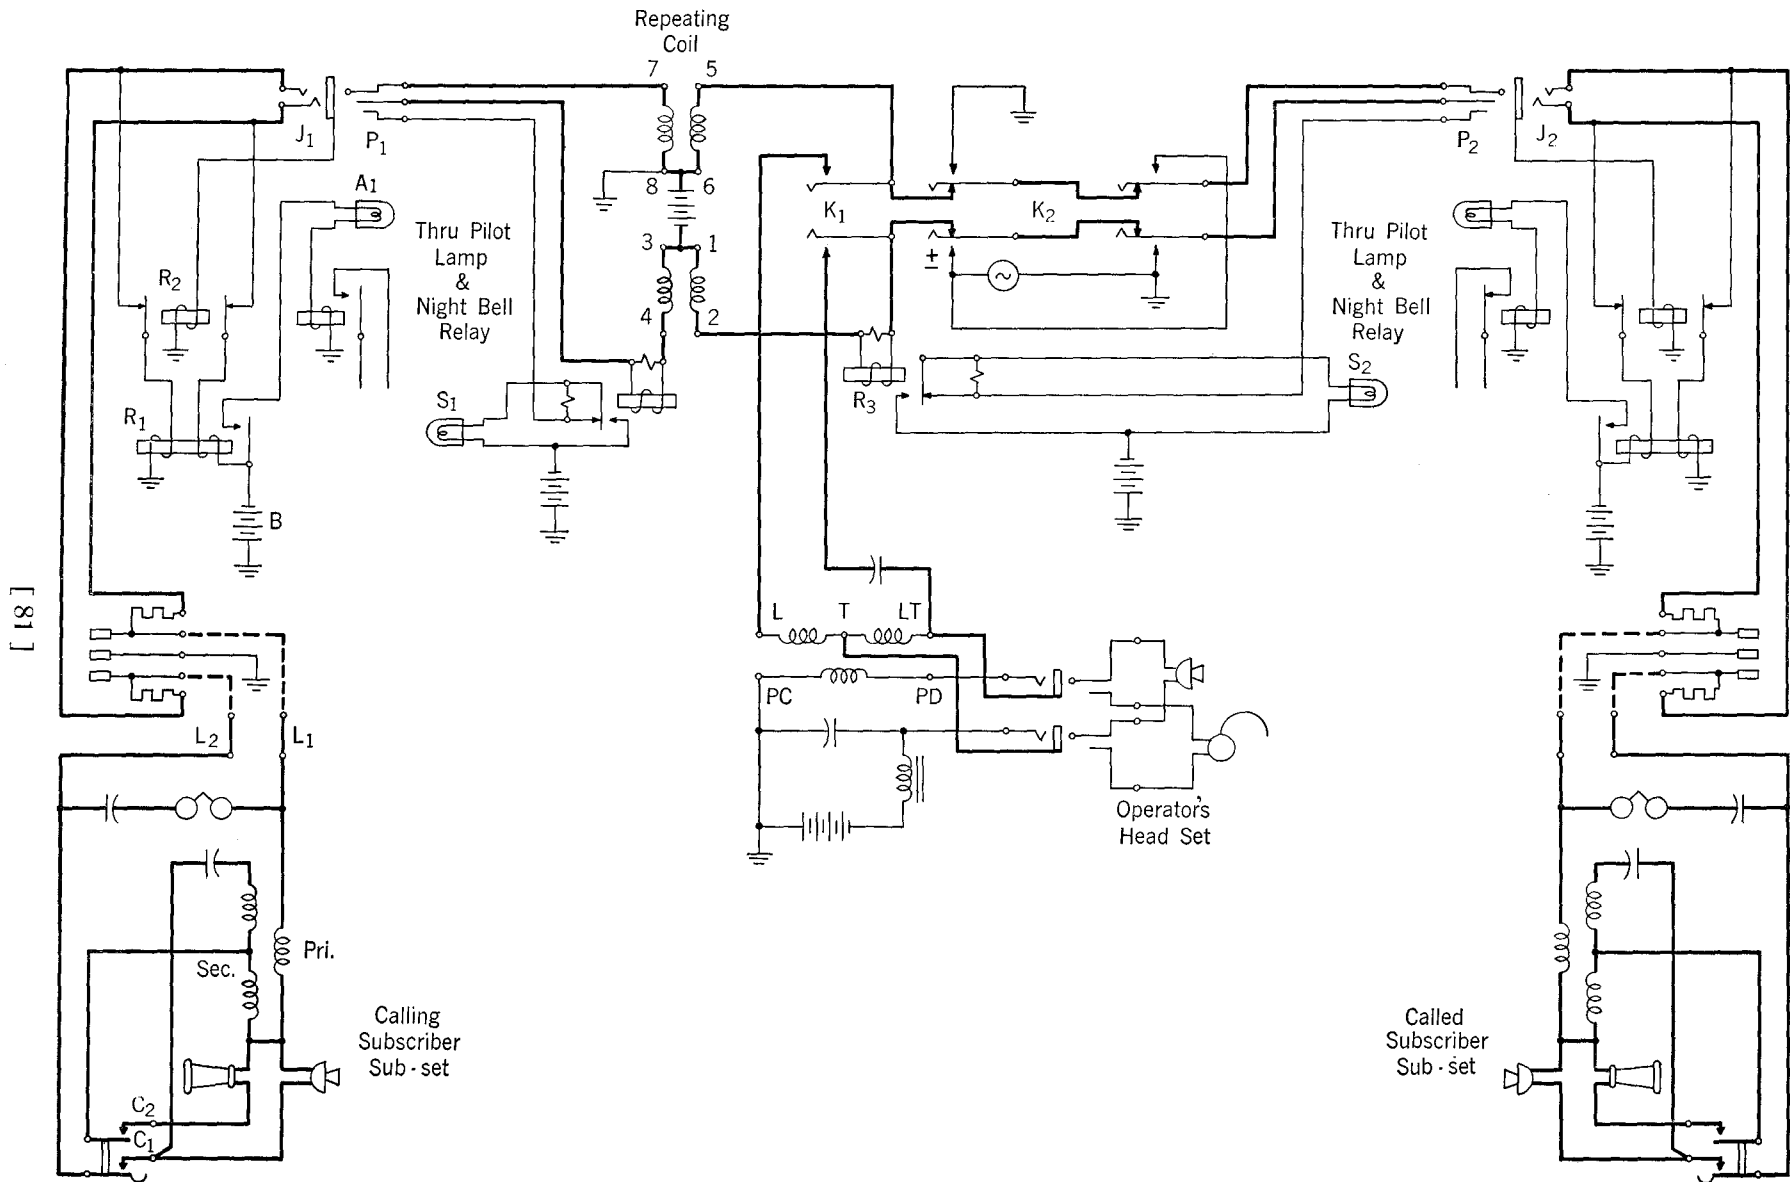 Repeating
Coil
7
5
J1
P1
A1
8
6
3
1
4
2
Thru Pilot
Lamp
&
Night Bell
Relay
R2
R1
B
S1
K1
K2
±
~
R3
S2
P2
J2
Thru Pilot
Lamp
&
Night Bell
Relay
[ 81 ]
L
T
LT
PC
PD
Operator's
Head Set
L2
L1
Pri.
Sec.
Calling
Subscriber
Sub-set
C2
C1
Called
Subscriber
Sub-set